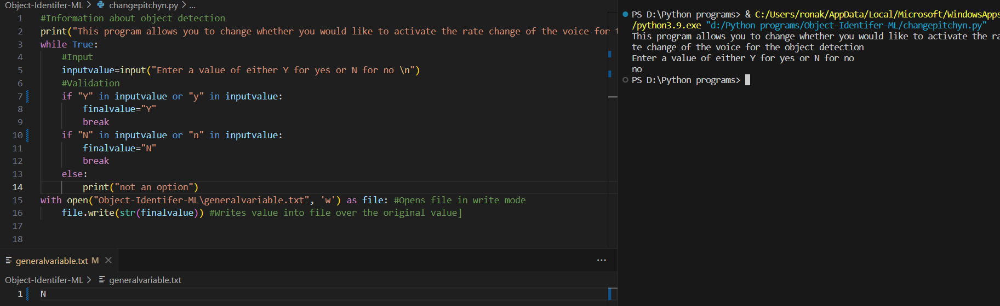 Object-Identifer-ML > changepitchyn.py > ...
1 #Information about object detection
2 print("This program allows you to change whether you would like to activate the rate change of the voice for t
3 while True:
4     #Input
5     inputvalue=input("Enter a value of either Y for yes or N for no \n")
6     #Validation
7     if "Y" in inputvalue or "y" in inputvalue:
8         finalvalue="Y"
9         break
10     if "N" in inputvalue or "n" in inputvalue:
11         finalvalue="N"
12         break
13     else:
14         print("not an option")
15 with open("Object-Identifer-ML\generalvariable.txt", 'w') as file: #Opens file in write mode
16     file.write(str(finalvalue)) #Writes value into file over the original value]
17
18
generalvariable.txt M
Object-Identifer-ML > generalvariable.txt
1 N
PS D:\Python programs> & C:/Users/ronak/AppData/Local/Microsoft/WindowsApps
/python3.9.exe "d:/Python programs/Object-Identifer-ML/changepitchyn.py"
This program allows you to change whether you would like to activate the ra
te change of the voice for the object detection
Enter a value of either Y for yes or N for no
no
PS D:\Python programs>